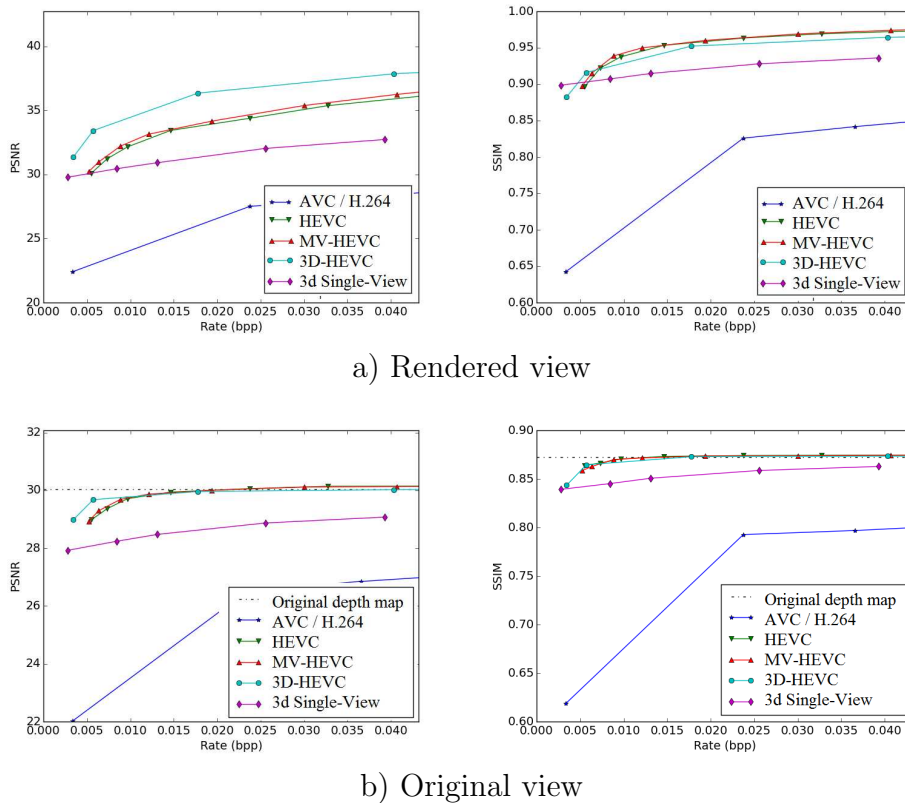 PSNR
40
35
30
25
20
0.000 0.005 0.010 0.015 0.020 0.025 0.030 0.035 0.040
Rate (bpp)
AVC / H.264
HEVC
MV-HEVC
3D-HEVC
3d Single-View
SSIM
1.00
0.95
0.90
0.85
0.80
0.75
0.70
0.65
0.60
0.000 0.005 0.010 0.015 0.020 0.025 0.030 0.035 0.040
Rate (bpp)
AVC / H.264
HEVC
MV-HEVC
3D-HEVC
3d Single-View
a) Rendered view
PSNR
32
30
28
26
24
22
0.000 0.005 0.010 0.015 0.020 0.025 0.030 0.035 0.040
Rate (bpp)
Original depth map
AVC / H.264
HEVC
MV-HEVC
3D-HEVC
3d Single-View
SSIM
0.90
0.85
0.80
0.75
0.70
0.65
0.60
0.000 0.005 0.010 0.015 0.020 0.025 0.030 0.035 0.040
Rate (bpp)
Original depth map
AVC / H.264
HEVC
MV-HEVC
3D-HEVC
3d Single-View
b) Original view